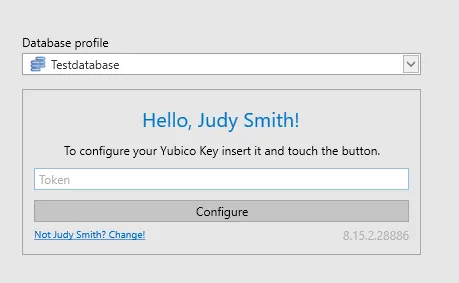 Database profile
Testdatabase
Hello, Judy Smith!
To configure your Yubico Key insert it and touch the button.
Token
Configure
Not Judy Smith? Change!
8.15.2.28886